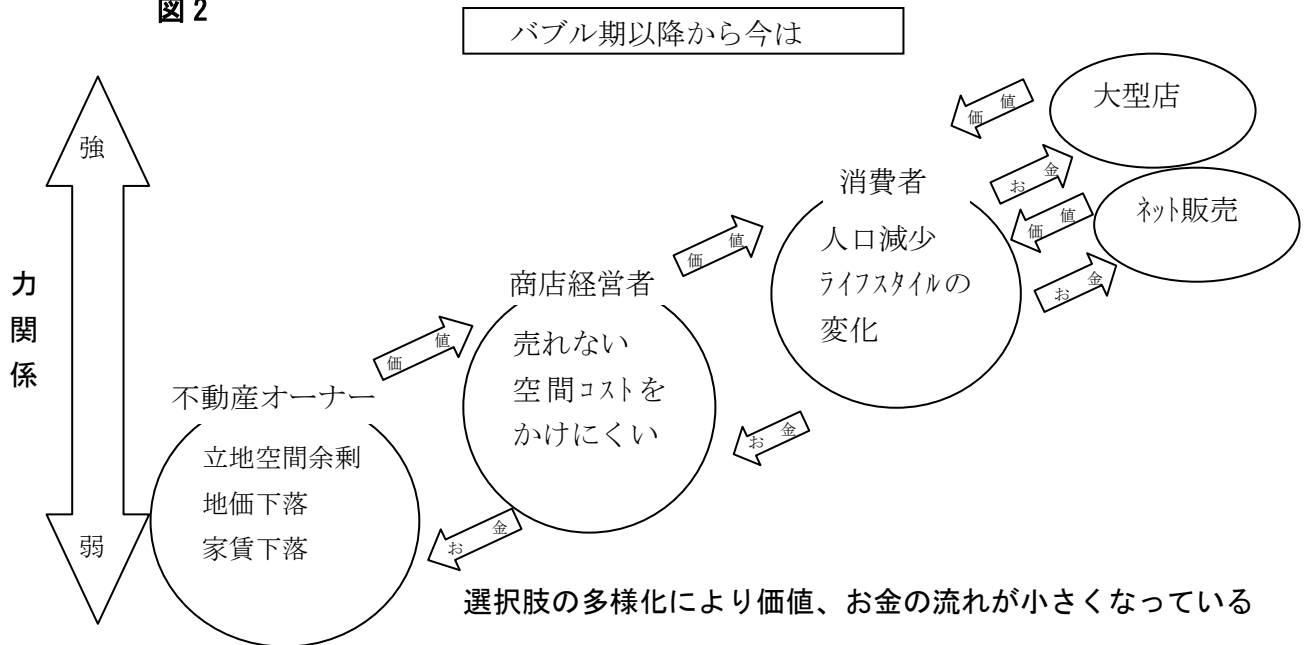 図2
バブル期以降から今は
強
力関係
弱
大型店
価値
お金
ﾈｯﾄ販売
価値
お金
消費者
人口減少
ﾗｲﾌｽﾀｲﾙの
変化
価値
お金
商店経営者
売れない
空間ｺｽﾄを
かけにくい
価値
お金
不動産オーナー
立地空間余剰
地価下落
家賃下落
選択肢の多様化により価値、お金の流れが小さくなっている